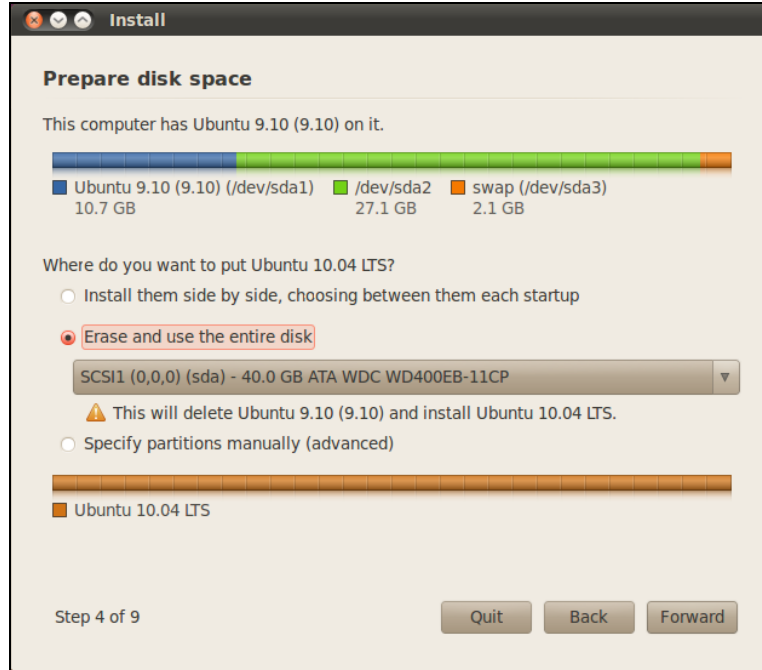 Install
Prepare disk space
This computer has Ubuntu 9.10 (9.10) on it.
Ubuntu 9.10 (9.10) (/dev/sda1) /dev/sda2 swap (/dev/sda3)
10.7 GB 27.1 GB 2.1 GB
Where do you want to put Ubuntu 10.04 LTS?
Install them side by side, choosing between them each startup
Erase and use the entire disk
SCSI1 (0,0,0) (sda) - 40.0 GB ATA WDC WD400EB-11CP
This will delete Ubuntu 9.10 (9.10) and install Ubuntu 10.04 LTS.
Specify partitions manually (advanced)
Ubuntu 10.04 LTS
Step 4 of 9 Quit Back Forward